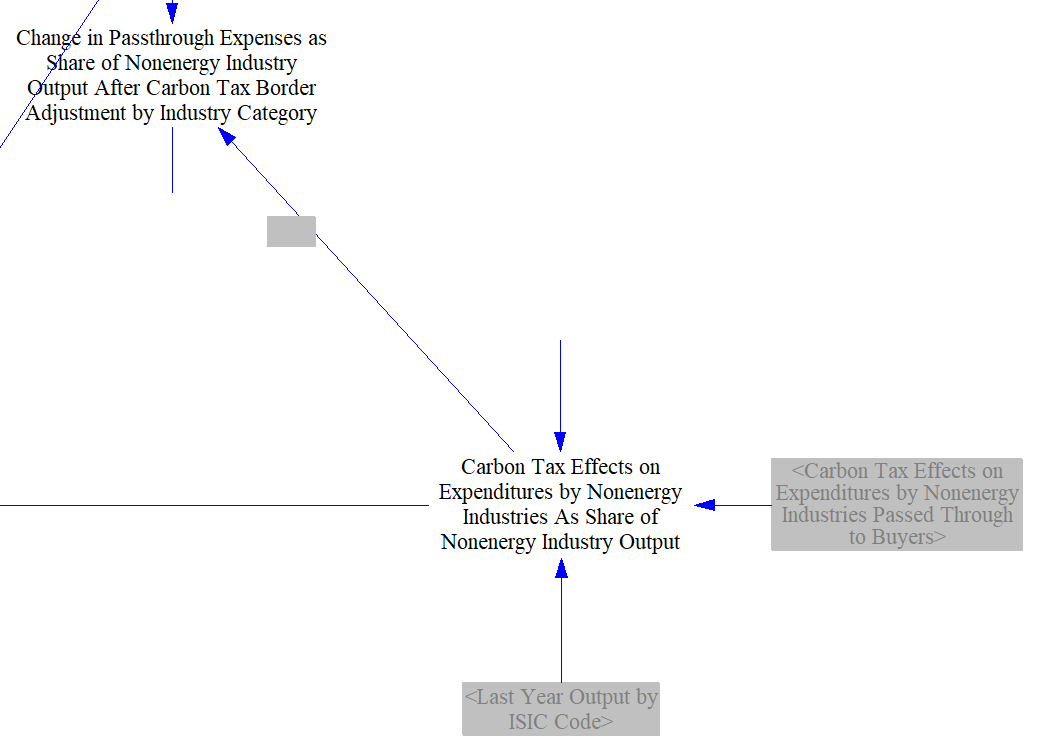 Change in Passthrough Expenses as
Share of Nonenergy Industry
Output After Carbon Tax Border
Adjustment by Industry Category
Carbon Tax Effects on
Expenditures by Nonenergy
Industries As Share of
Nonenergy Industry Output
<Carbon Tax Effects on
Expenditures by Nonenergy
Industries Passed Through
to Buyers>
<Last Year Output by
ISIC Code>